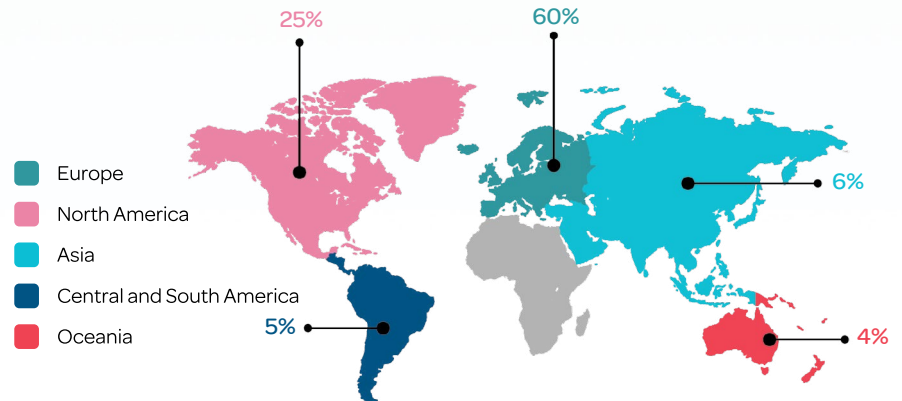 25%
60%
6%
Europe
North America
Asia
Central and South America
Oceania
5%
4%